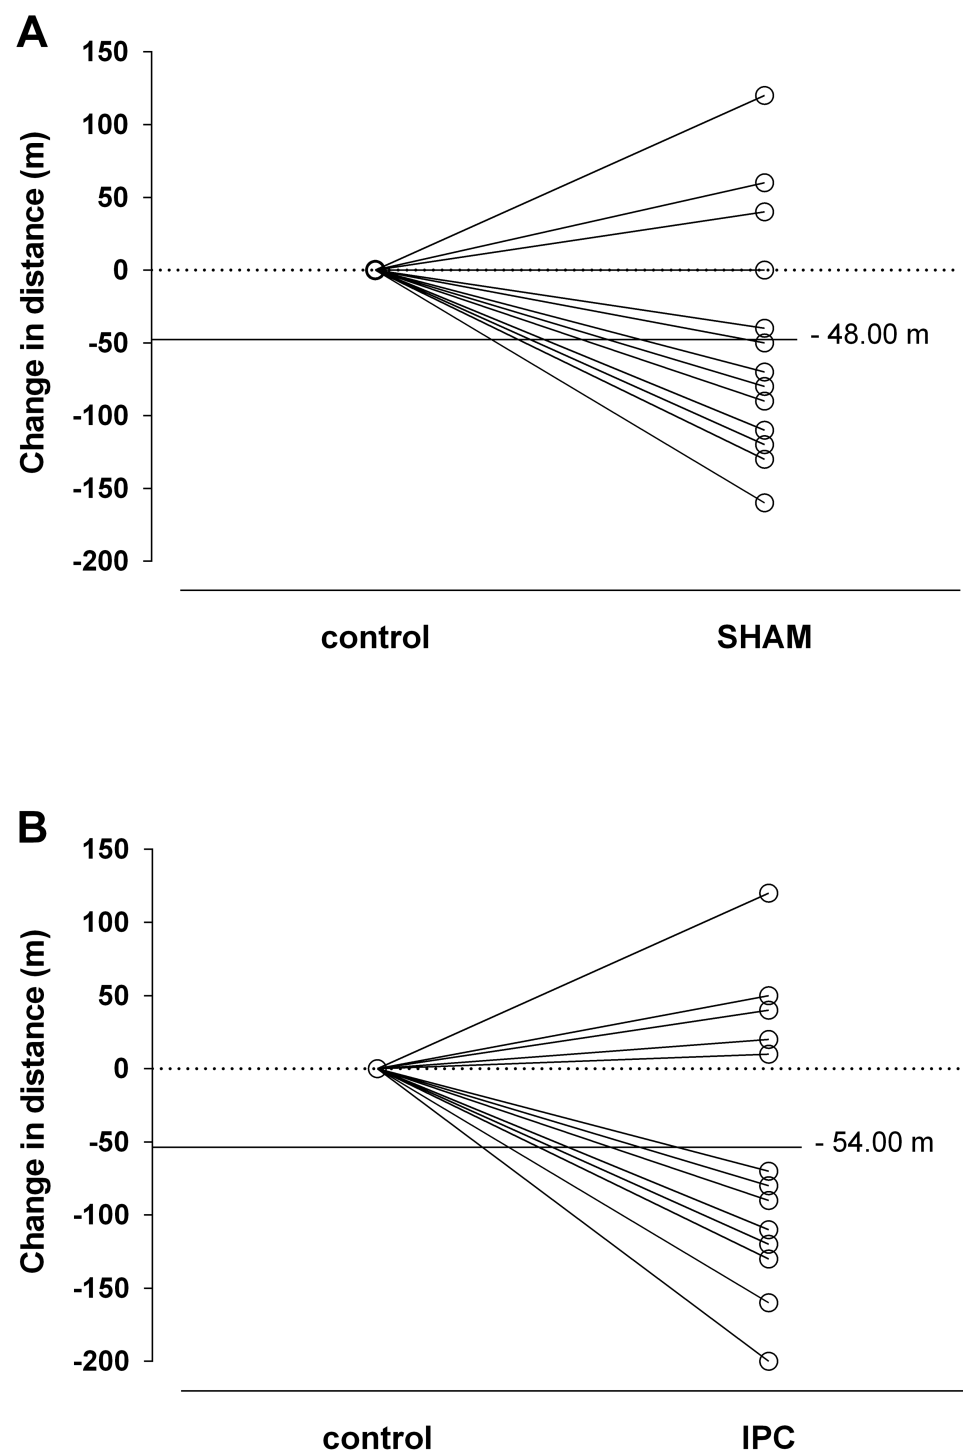 A
150
100
50
0
-50
-100
-150
-200
Change in distance (m)
- 48.00 m
control SHAM
B
150
100
50
0
-50
-100
-150
-200
Change in distance (m)
- 54.00 m
control IPC